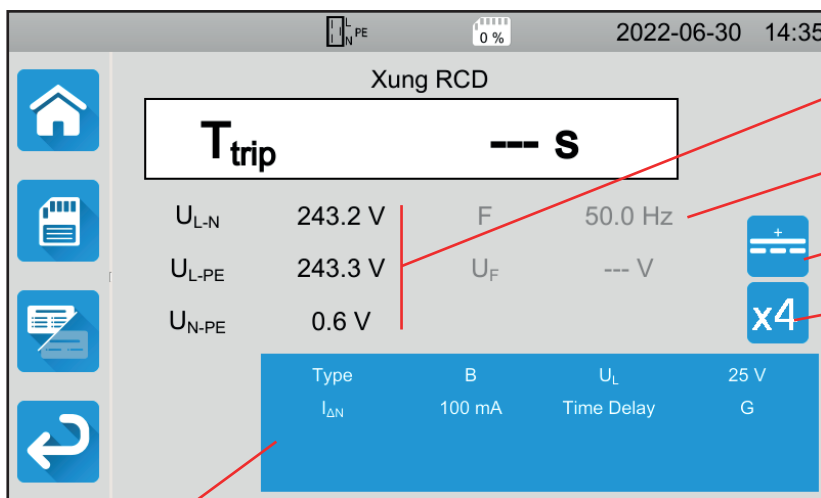 L N PE 0 % 2022-06-30 14:35
Xung RCD
Ttrip --- s
UL-N 243.2 V F 50.0 Hz
UL-PE 243.3 V UF --- V
UN-PE 0.6 V
x4
Type B UL 25 V
IΔN 100 mA Time Delay G